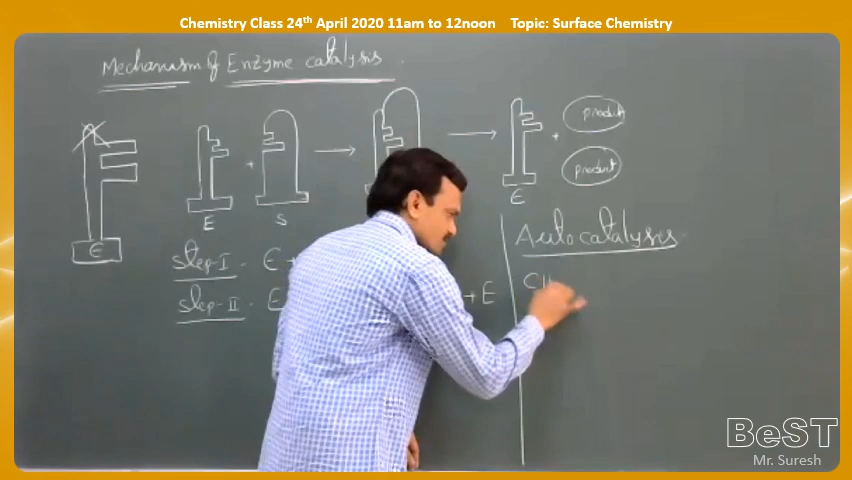 Chemistry Class 24th April 2020 11am to 12noon Topic: Surface Chemistry
Mechanism of Enzyme catalysis.
E
+
E
S
E
+
product
product
step-I - E +
step-II - E
+ E
Autocatalysis
CH
BeST
Mr. Suresh